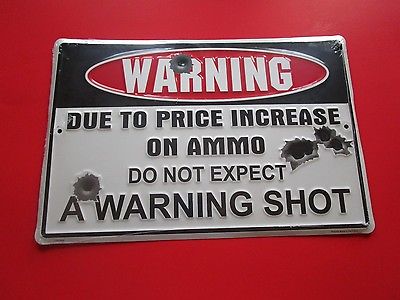 WARNING
DUE TO PRICE INCREASE
ON AMMO
DO NOT EXPECT
A WARNING SHOT